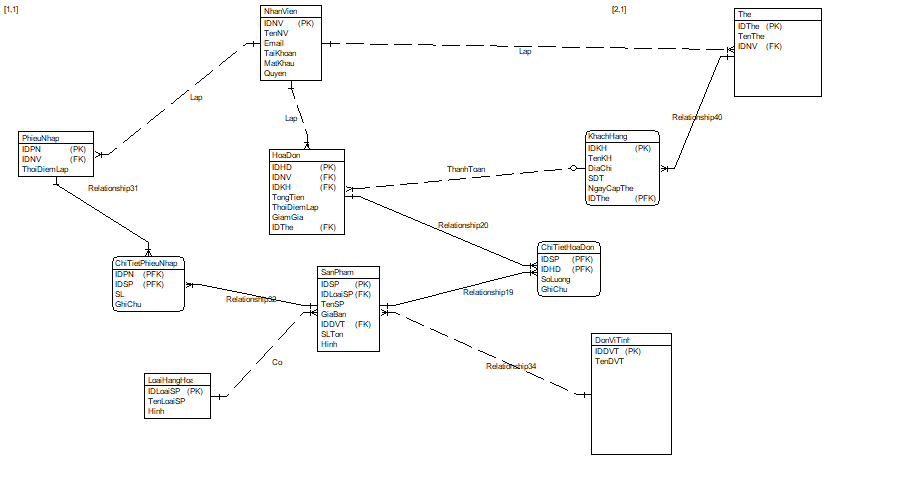 [1,1]
[2,1]
NhanVien
IDNV (PK)
TenNV
Email
TaiKhoan
MatKhau
Quyen
The
IDThe (PK)
TenThe
IDNV (FK)
Lap
Lap
Lap
Relationship40
PhieuNhap
IDPN (PK)
IDNV (FK)
ThoiDiemLap
HoaDon
IDHD (PK)
IDNV (FK)
IDKH (FK)
TongTien
ThoiDiemLap
GiamGia
IDThe (FK)
KhachHang
IDKH (PK)
TenKH
DiaChi
SDT
NgayCapThe
IDThe (PFK)
ThanhToan
Relationship31
Relationship20
ChiTietPhieuNhap
IDPN (PFK)
IDSP (PFK)
SL
GhiChu
SanPham
IDSP (PK)
IDLoaiSP (FK)
TenSP
GiaBan
IDDVT (FK)
SLTon
Hinh
ChiTietHoaDon
IDSP (PFK)
IDHD (PFK)
SoLuong
GhiChu
Relationship32
Relationship19
Co
Relationship34
LoaiHangHoa
IDLoaiSP (PK)
TenLoaiSP
Hinh
DonViTinh
IDDVT (PK)
TenDVT